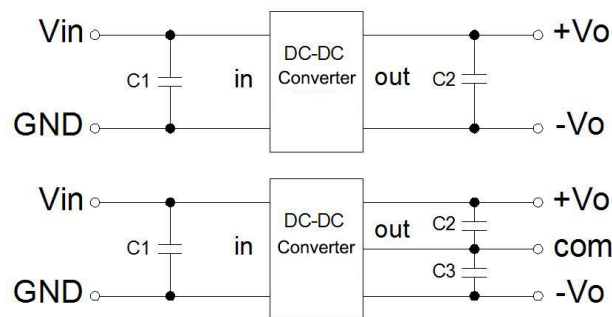 Vin
DC-DC
Converter
+Vo
C1
in
out
C2
GND
-Vo
Vin
DC-DC
Converter
+Vo
C1
in
out
C2
com
C3
GND
-Vo